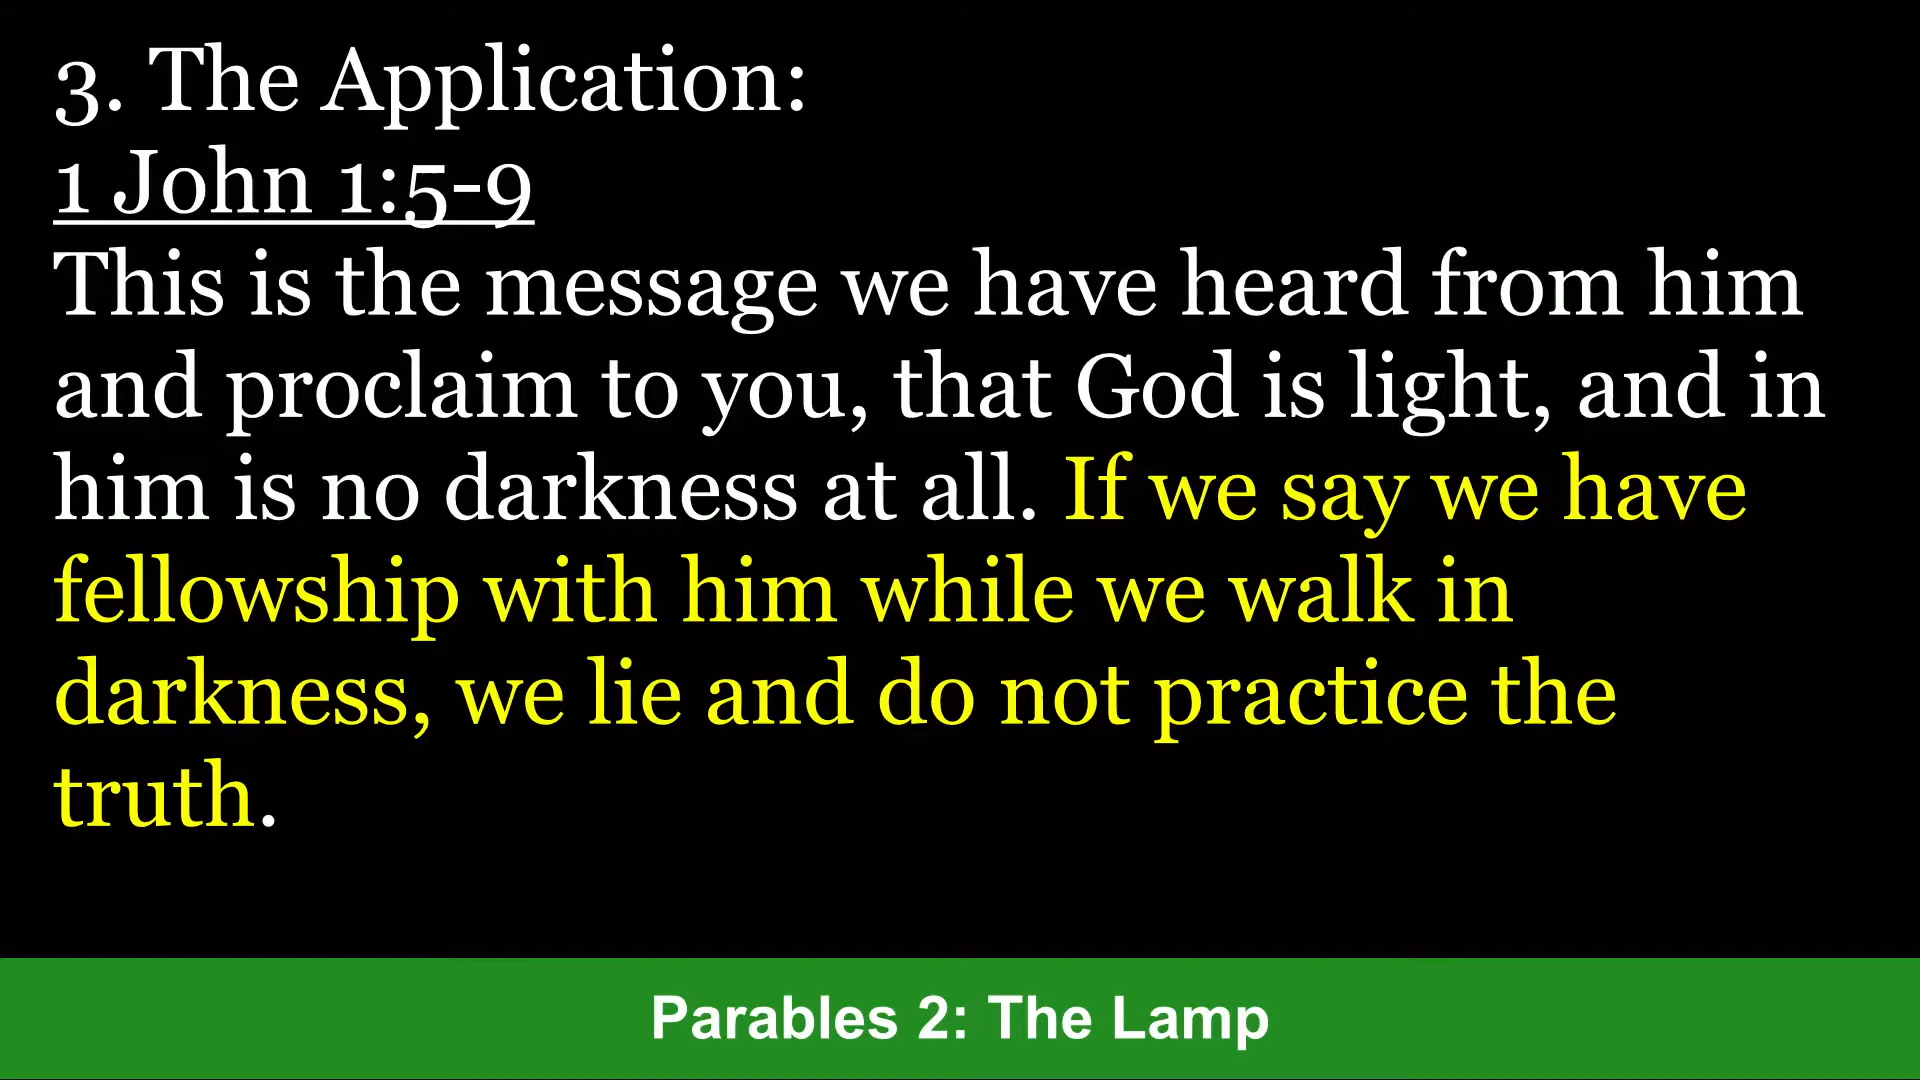 3. The Application:
1 John 1:5-9
This is the message we have heard from him
and proclaim to you, that God is light, and in
him is no darkness at all. If we say we have
fellowship with him while we walk in
darkness, we lie and do not practice the
truth.
Parables 2: The Lamp